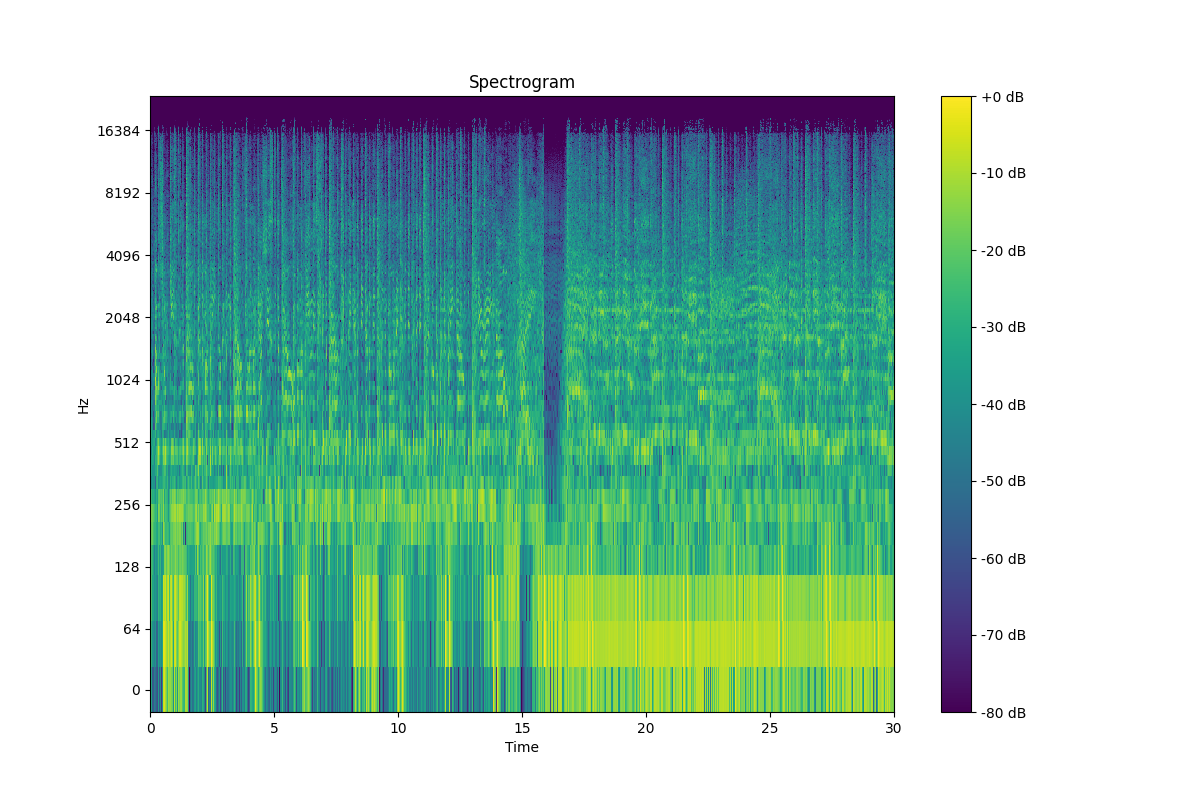 Spectrogram
16384
8192
4096
2048
1024
512
256
128
64
0
Hz
0 5 10 15 20 25 30
Time
+0 dB
-10 dB
-20 dB
-30 dB
-40 dB
-50 dB
-60 dB
-70 dB
-80 dB